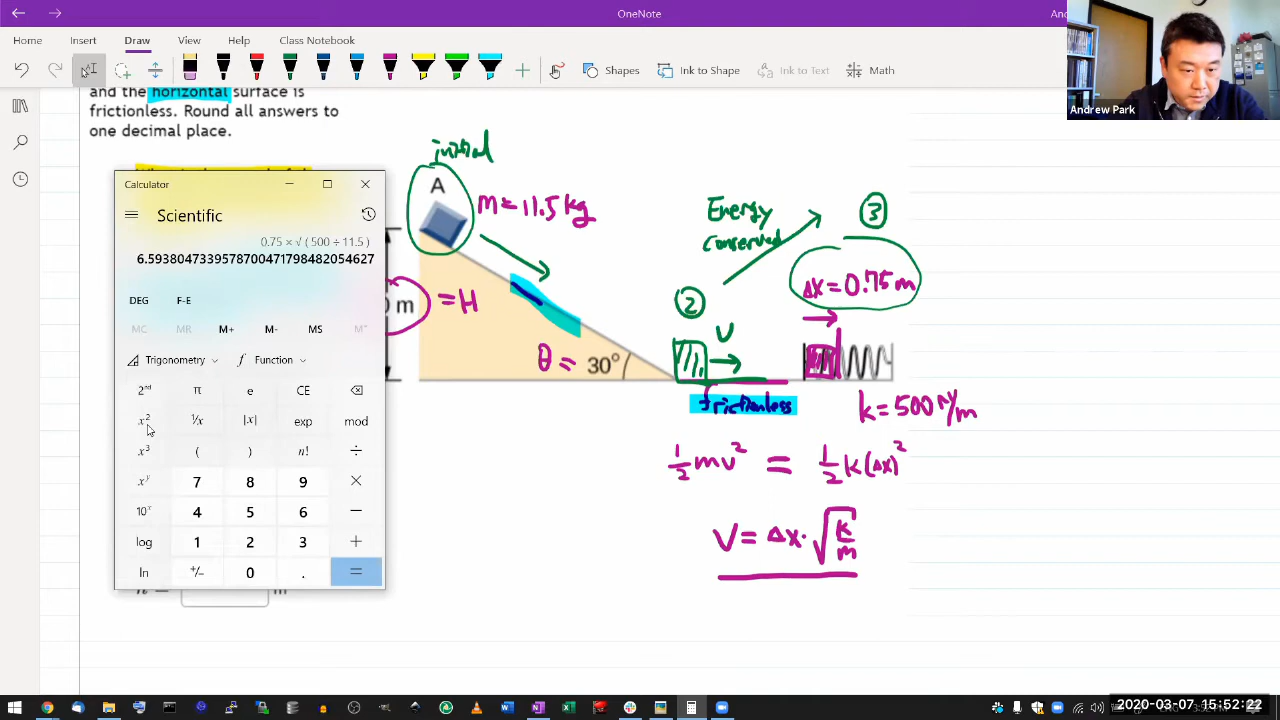 OneNote
An
Home Insert Draw View Help Class Notebook
Shapes Ink to Shape Ink to Text Math
Andrew Park
and the horizontal surface is
frictionless. Round all answers to
one decimal place.
Calculator
Scientific
0.75 × √ ( 500 ÷ 11.5 )
6.5938047339578700471798482054627
DEG F-E
MC MR M+ M- MS M˅
Trigonometry Function
2ⁿᵈ π e CE
x² ¹/x |x| exp mod
x³ ( ) n! ÷
xʸ 7 8 9 ×
10ˣ 4 5 6 −
log 1 2 3 +
ln +/− 0 . =
m
initial
A
m = 11.5 kg
m = H
θ = 30°
Energy
conserved
③
Δx = 0.75 m
②
v
frictionless
k = 500 N/m
½mv² = ½k(Δx)²
v = Δx · √k/m
2020-03-07 15:52:22